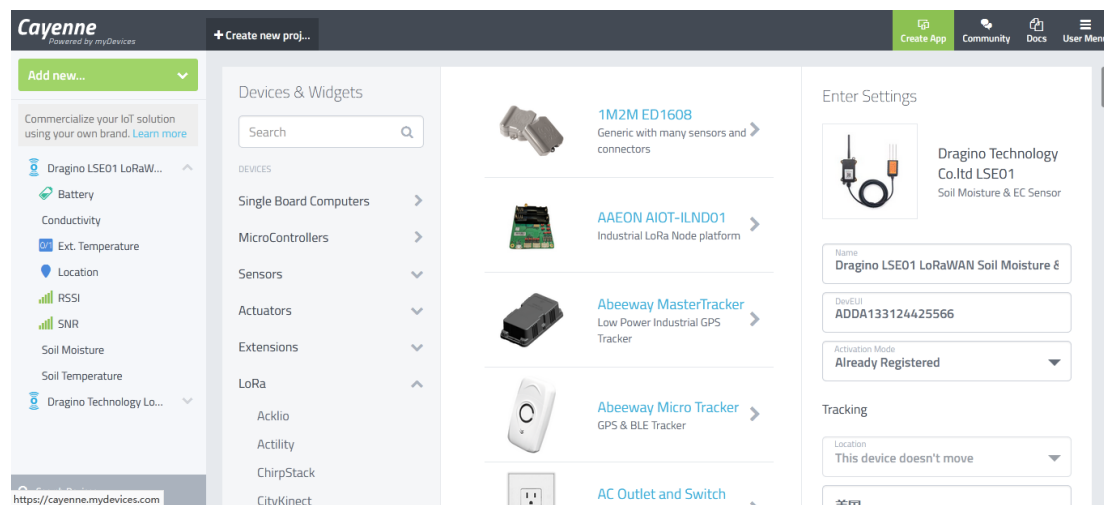 Cayenne
Powered by myDevices
+ Create new proj...
Create App
Community
Docs
User Menu
Add new...
Commercialize your IoT solution
using your own brand. Learn more
Dragino LSE01 LoRaW...
Battery
Conductivity
0/1 Ext. Temperature
Location
RSSI
SNR
Soil Moisture
Soil Temperature
Dragino Technology Lo...
https://cayenne.mydevices.com
Devices & Widgets
Search
DEVICES
Single Board Computers
MicroControllers
Sensors
Actuators
Extensions
LoRa
Acklio
Actility
ChirpStack
CityKinect
1M2M ED1608
Generic with many sensors and
connectors
AAEON AIOT-ILND01
Industrial LoRa Node platform
Abeeway MasterTracker
Low Power Industrial GPS
Tracker
Abeeway Micro Tracker
GPS & BLE Tracker
AC Outlet and Switch
Enter Settings
Dragino Technology
Co.ltd LSE01
Soil Moisture & EC Sensor
Name
Dragino LSE01 LoRaWAN Soil Moisture &
DevEUI
ADDA133124425566
Activation Mode
Already Registered
Tracking
Location
This device doesn't move
美国